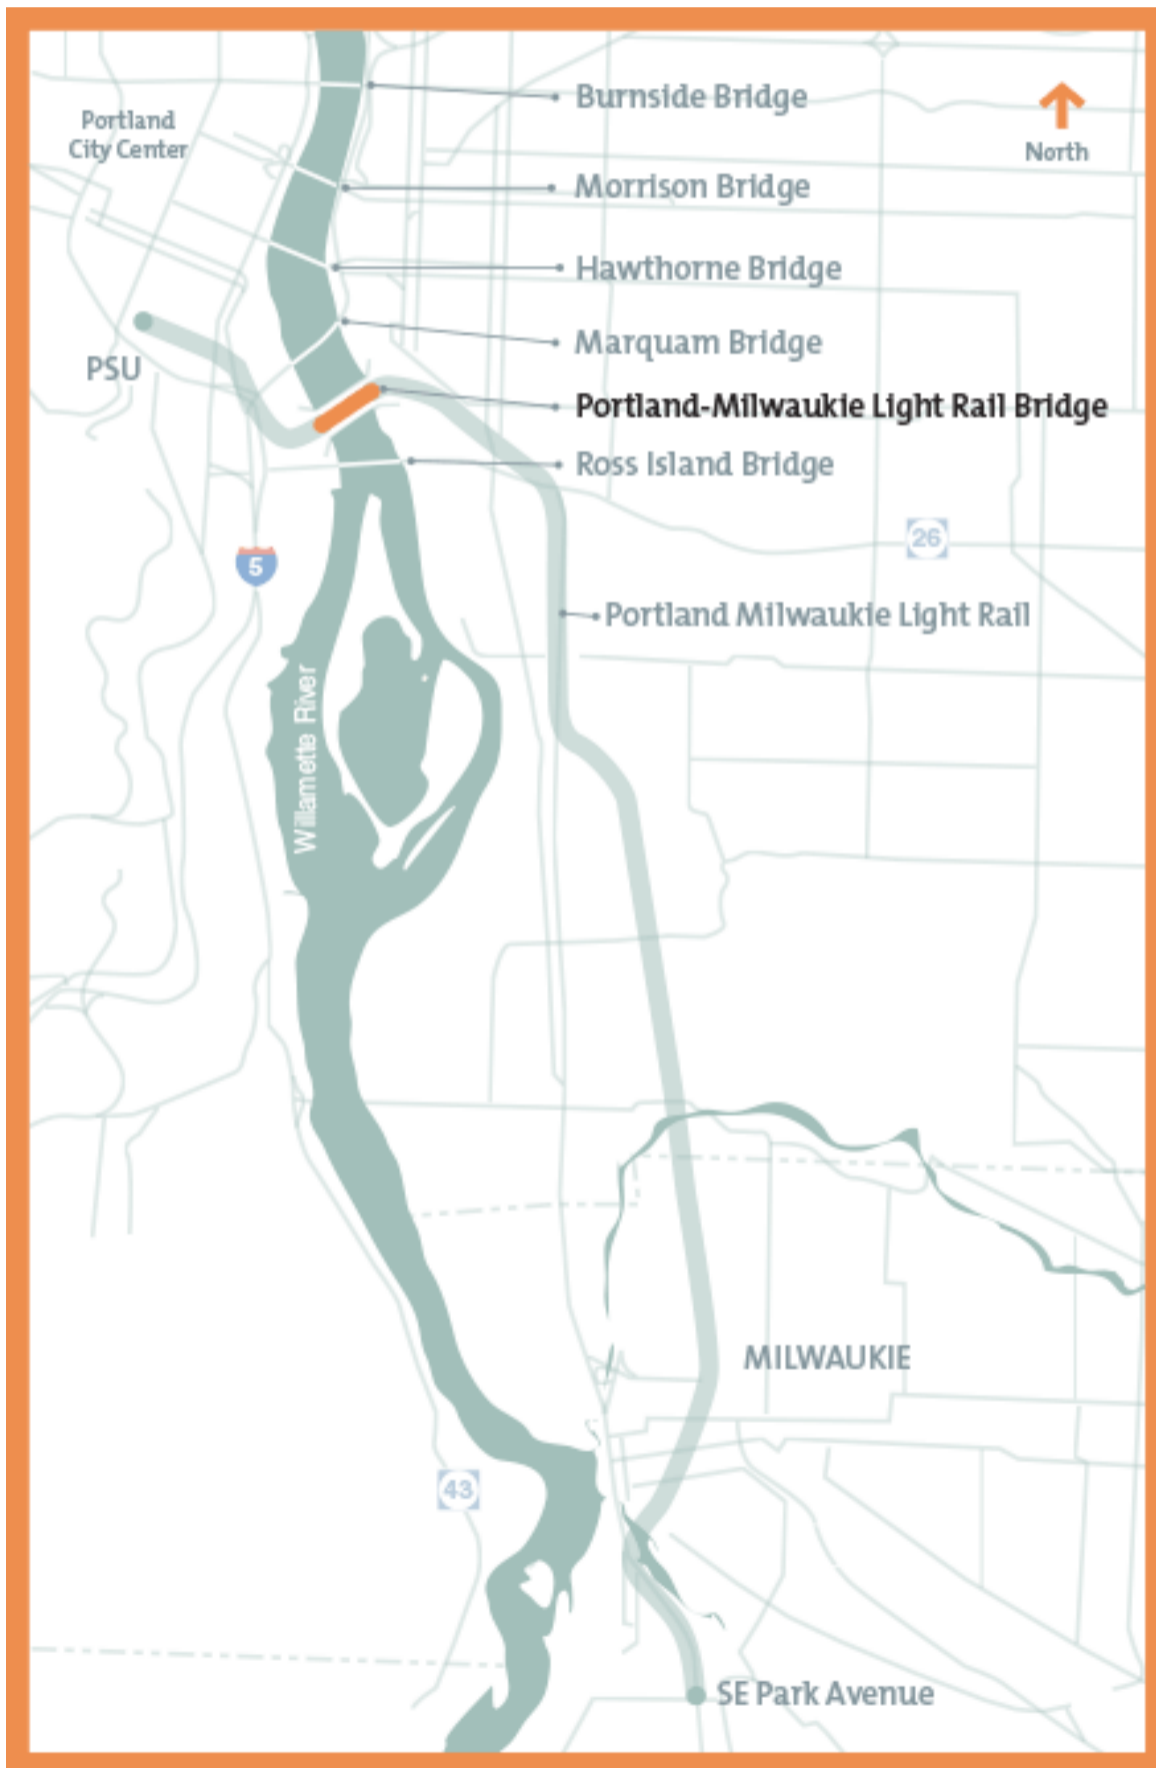 Burnside Bridge
Portland
City Center
North
Morrison Bridge
Hawthorne Bridge
Marquam Bridge
PSU
Portland-Milwaukie Light Rail Bridge
Ross Island Bridge
26
5
Portland Milwaukie Light Rail
Willamette River
MILWAUKIE
43
SE Park Avenue